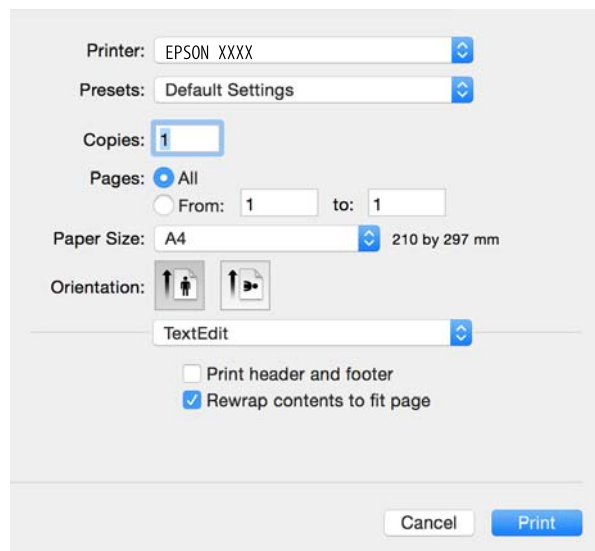 Printer: EPSON XXXX
Presets: Default Settings
Copies: 1
Pages: All
From: 1 to: 1
Paper Size: A4 210 by 297 mm
Orientation:
TextEdit
Print header and footer
Rewrap contents to fit page
Cancel Print